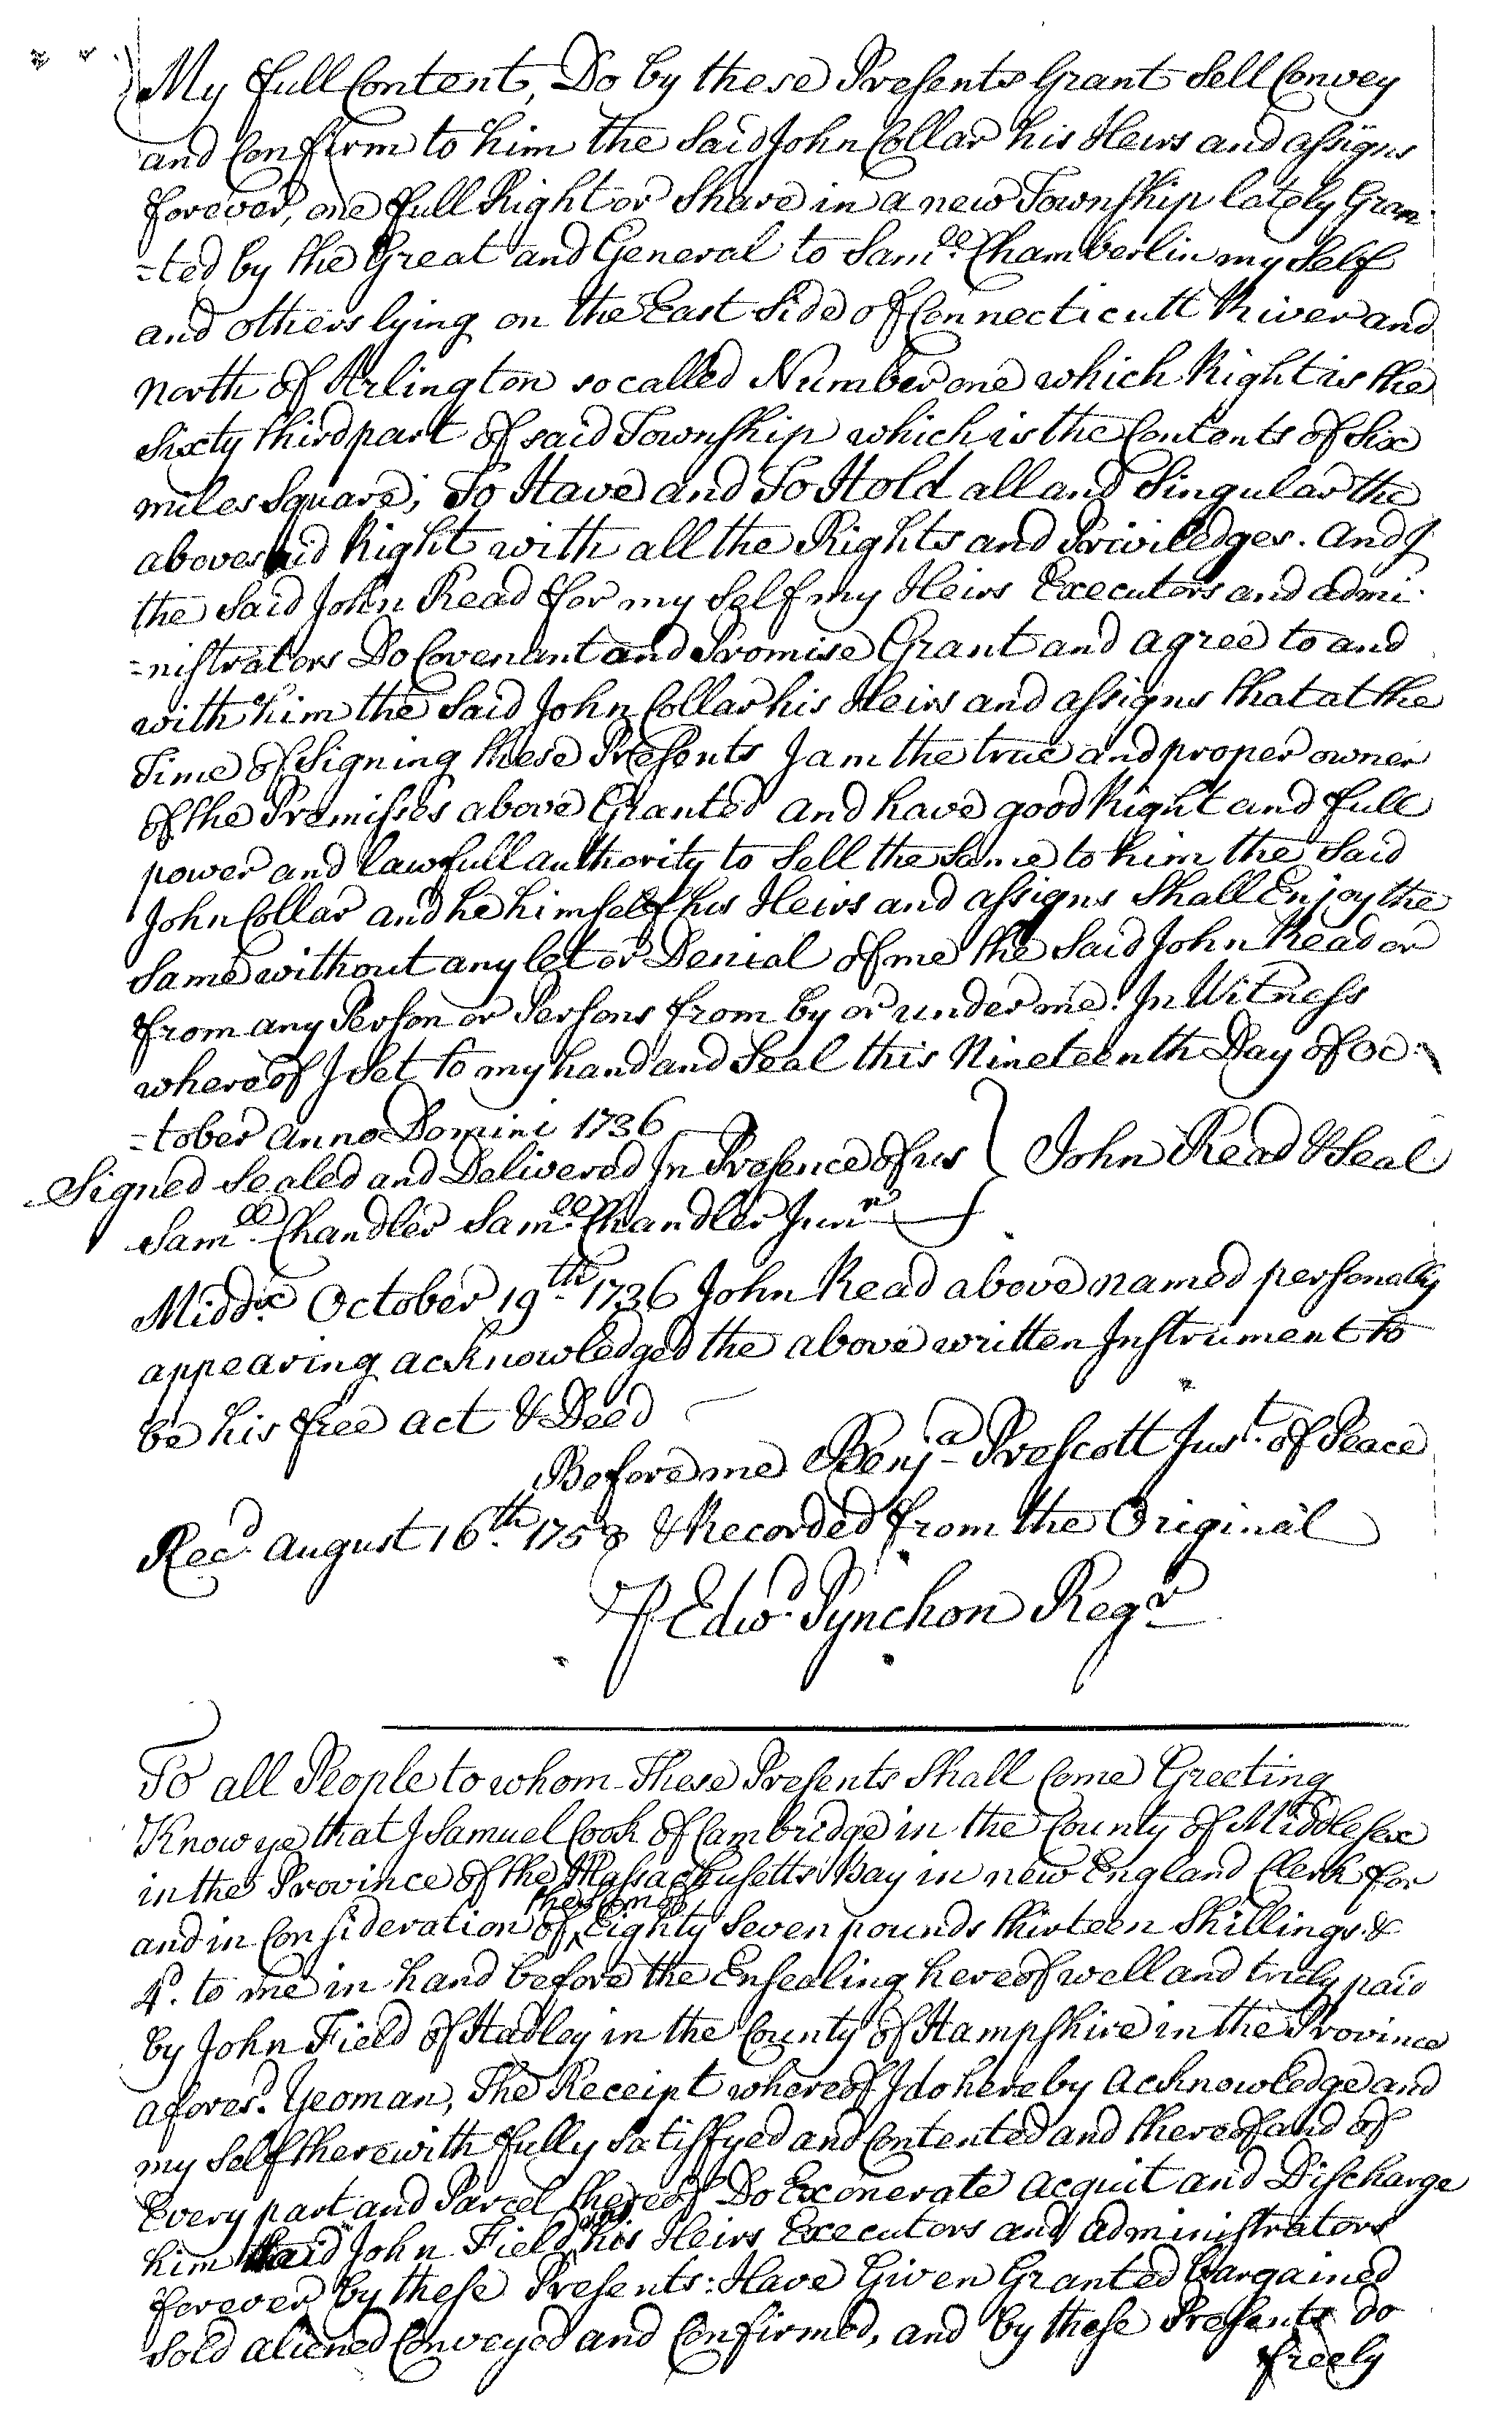 My full Content, Do by these Presents Grant Sell Convey
and Confirm to him the Said John Collar his Heirs and assigns
forever, one full Right or Share in a new Township lately Gran-
=ted by the Great and General to Sam.ll Chamberlin my Self
and others lying on the East Side of Connecticutt River and
North of Arlington so called Number one which Right is the
Sixty third part of said Township which is the Contents of Six
miles Square; To Have and To Hold all and Singular the
abovesaid Right with all the Rights and Priviledges. and I
the Said John Read for my Self my Heirs Executors and admi-
=nistrators Do Covenant and Promise Grant and agree to and
with him the Said John Collar his Heirs and assigns that at the
Time of Signing these Presents I am the true and proper owner
of the Premisses above Granted and have good Right and full
power and lawfull authority to Sell the Same to him the Said
John Collar and he himself his Heirs and assigns Shall Enjoy the
Same without any let or Denial of me the Said John Read or
from any Person or Persons from by or under me. In Witness
whereof I Set to my hand and Seal this Nineteenth Day of Oc-
=tober anno Domini 1736
Signed Sealed and Delivered In Presence of us } John Read & Seal
Sam.ll Chandler Sam.ll Chandler Junr
Middx October 19th 1736 John Read above named personally
appearing acknowledged the above written Instrument to
be his free act & Deed
Before me Benj.a Prescott Just. of Peace
Recd. august 16th. 1758 & Recorded from the Original
P Edwd. Pynchon Regr
To all People to whom These Presents Shall Come Greeting
Know ye that I Samuel Cook of Cambridge in the County of Middlesex
in the Province of the Massachusetts Bay in new England Clerk for
and in Consideration of ^the Sum of Eighty Seven pounds thirteen Shillings &
4d. to me in hand before the Ensealing hereof well and truly paid
by John Field of Hadley in the County of Hampshire in the Province
afores.d Yeoman, The Receipt whereof I do hereby acknowledge and
my Self therewith fully Satisfyed and Contented and thereof and of
Every part and Parcel thereof Do Exonerate acquit and Discharge
him Said John Field ^and his Heirs Executors and administrators
forever by these Presents: Have Given Granted Bargained
Sold aliened Conveyed and Confirmed, and by these Presents do
freely